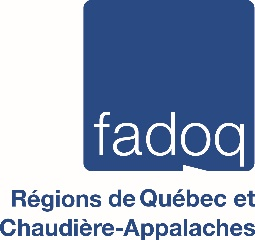 fadoq
Régions de Québec et
Chaudière-Appalaches